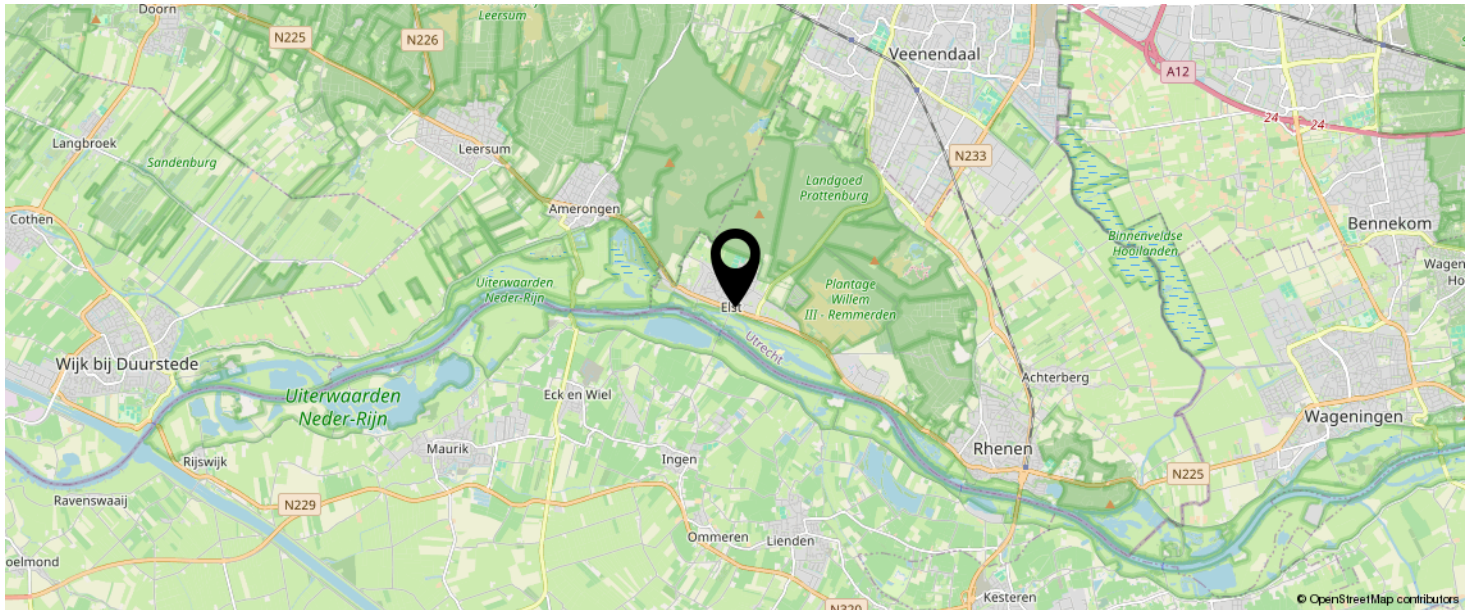 Doorn
Leersum
N225
N226
Veenendaal
A12
24
24
Langbroek
Sandenburg
Leersum
N233
Landgoed
Prattenburg
Cothen
Amerongen
Bennekom
Binnenveldse
Hooilanden
Wagen
Ho
Uiterwaarden
Neder-Rijn
Plantage
Willem
III - Remmerden
Elst
Utrecht
Wijk bij Duurstede
Achterberg
Uiterwaarden
Neder-Rijn
Eck en Wiel
Wageningen
Maurik
Rhenen
Ingen
Rijswijk
N225
Ravenswaaij
N229
Ommeren
Lienden
oelmond
Kesteren
N320
© OpenStreetMap contributors